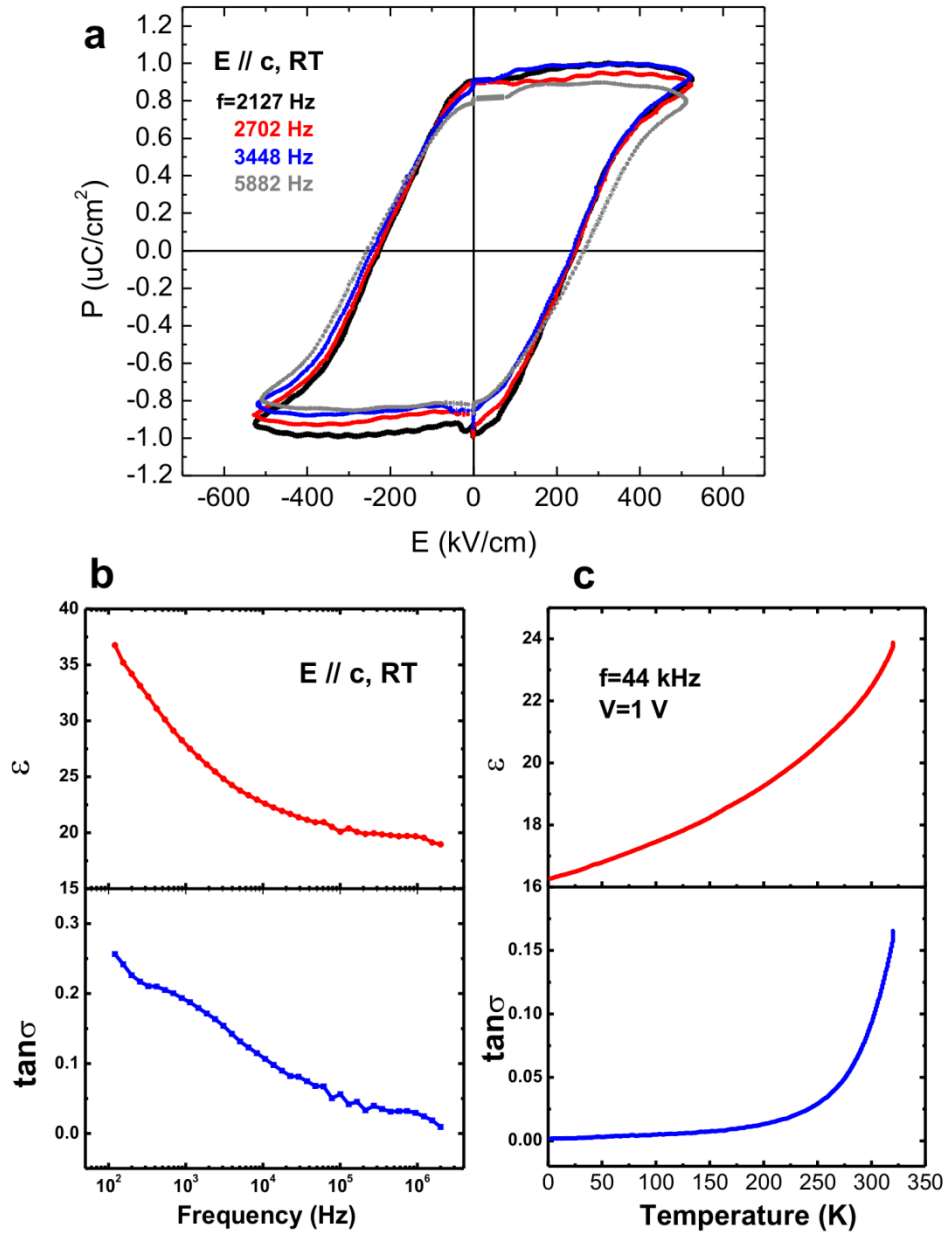 a
E // c, RT
f=2127 Hz
2702 Hz
3448 Hz
5882 Hz
1.2
1.0
0.8
0.6
0.4
0.2
0.0
-0.2
-0.4
-0.6
-0.8
-1.0
-1.2
P (uC/cm²)
-600 -400 -200 0 200 400 600
E (kV/cm)
b
40
35
30
25
20
15
ε
E // c, RT
0.3
0.2
0.1
0.0
tanσ
10² 10³ 10⁴ 10⁵ 10⁶
Frequency (Hz)
c
24
22
20
18
16
ε
f=44 kHz
V=1 V
0.15
0.10
0.05
0.00
tanσ
0 50 100 150 200 250 300 350
Temperature (K)